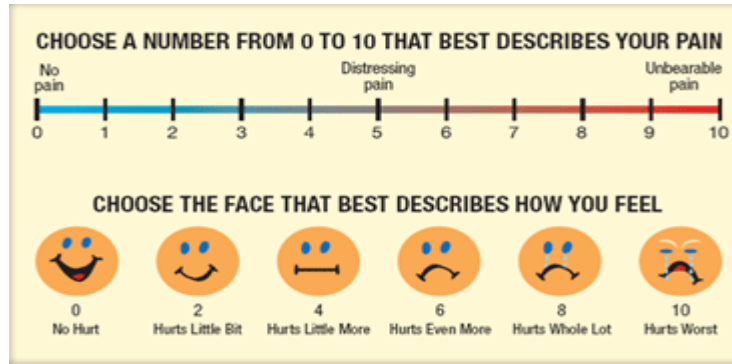 CHOOSE A NUMBER FROM 0 TO 10 THAT BEST DESCRIBES YOUR PAIN
No pain
Distressing pain
Unbearable pain
0 1 2 3 4 5 6 7 8 9 10
CHOOSE THE FACE THAT BEST DESCRIBES HOW YOU FEEL
0 2 4 6 8 10
No Hurt Hurts Little Bit Hurts Little More Hurts Even More Hurts Whole Lot Hurts Worst